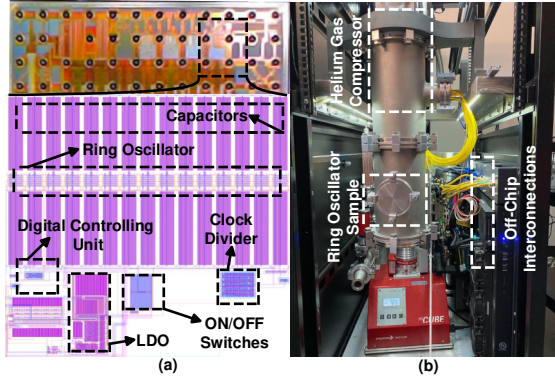 Capacitors
Ring Oscillator
Digital Controlling
Unit
Clock
Divider
LDO
ON/OFF
Switches
(a)
Helium Gas
Compressor
Ring Oscillator
Sample
Off-Chip
Interconnections
CUBE
(b)